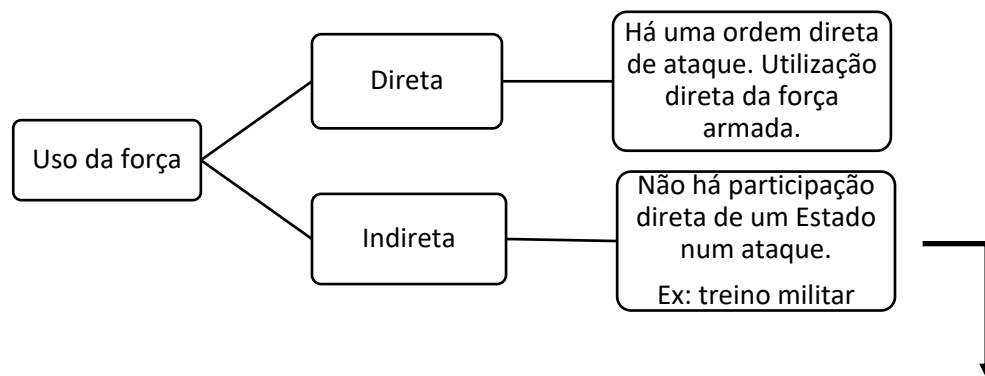 Uso da força
Direta
Há uma ordem direta
de ataque. Utilização
direta da força
armada.
Indireta
Não há participação
direta de um Estado
num ataque.
Ex: treino militar